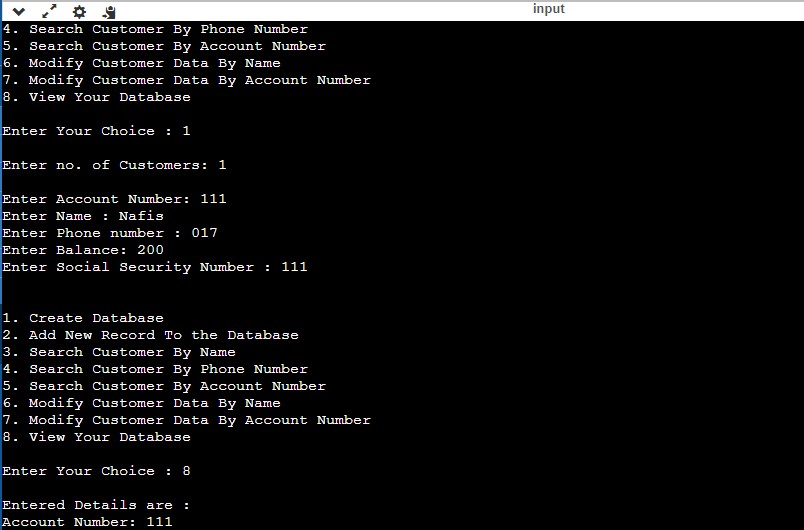 input
4. Search Customer By Phone Number
5. Search Customer By Account Number
6. Modify Customer Data By Name
7. Modify Customer Data By Account Number
8. View Your Database
Enter Your Choice : 1
Enter no. of Customers: 1
Enter Account Number: 111
Enter Name : Nafis
Enter Phone number : 017
Enter Balance: 200
Enter Social Security Number : 111
1. Create Database
2. Add New Record To the Database
3. Search Customer By Name
4. Search Customer By Phone Number
5. Search Customer By Account Number
6. Modify Customer Data By Name
7. Modify Customer Data By Account Number
8. View Your Database
Enter Your Choice : 8
Entered Details are :
Account Number: 111